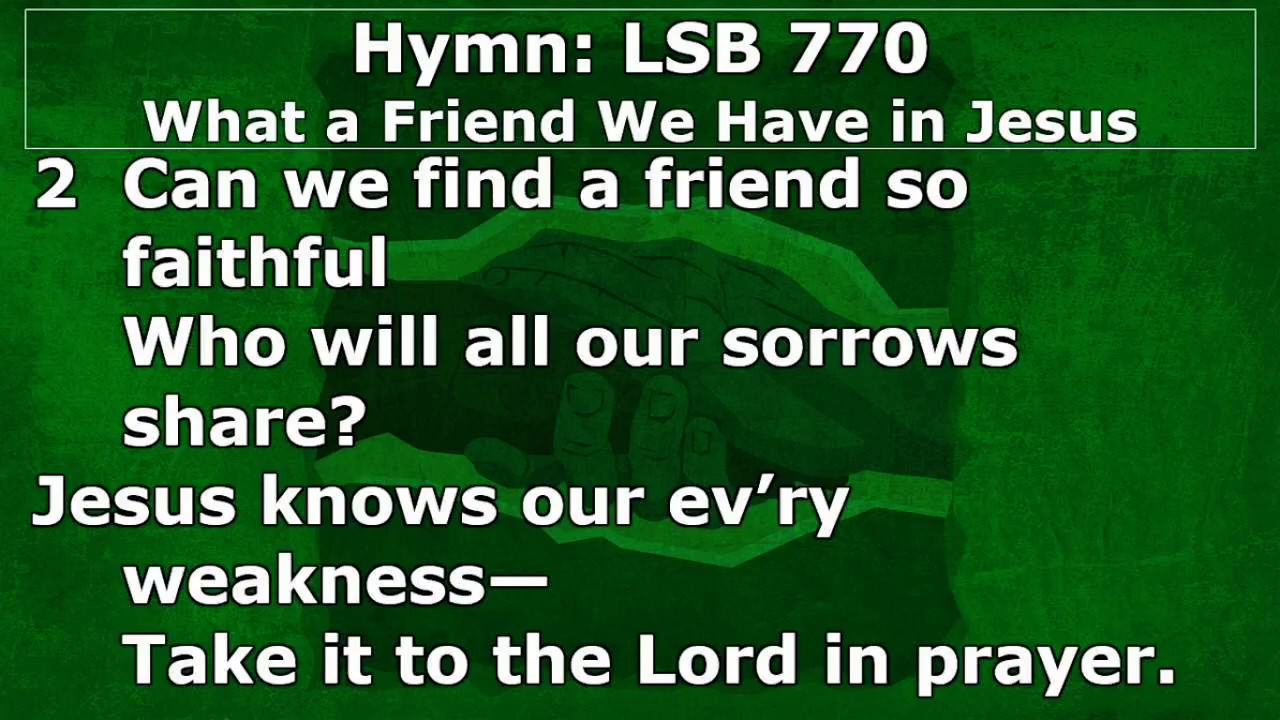 Hymn: LSB 770
What a Friend We Have in Jesus
2 Can we find a friend so
faithful
Who will all our sorrows
share?
Jesus knows our ev’ry
weakness—
Take it to the Lord in prayer.